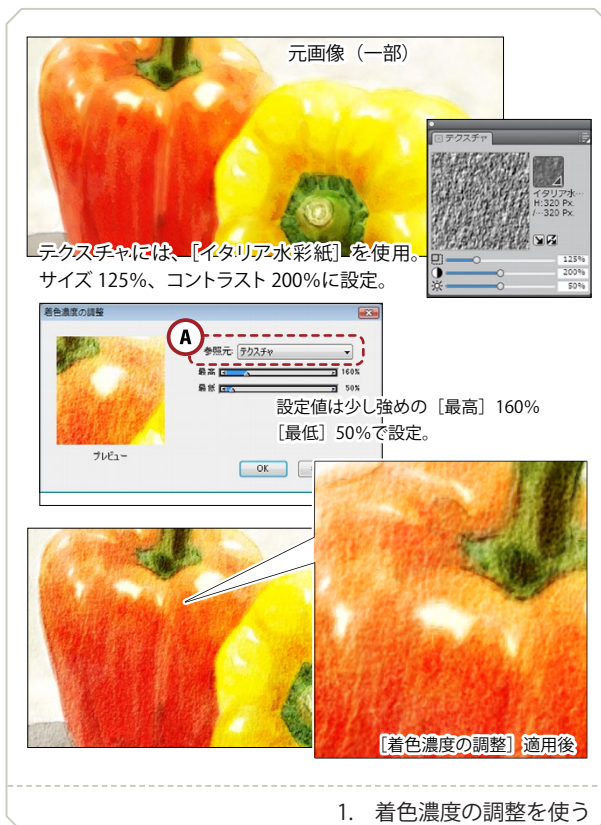 元画像（一部）
テクスチャ
イタリア水…
H:320 Px.
/…320 Px.
125%
200%
50%
テクスチャには、［イタリア水彩紙］を使用。
サイズ 125%、コントラスト 200%に設定。
着色濃度の調整
A
参照元: テクスチャ
最高 160%
最低 50%
設定値は少し強めの［最高］160%
［最低］50%で設定。
プレビュー
OK
［着色濃度の調整］適用後
1. 着色濃度の調整を使う